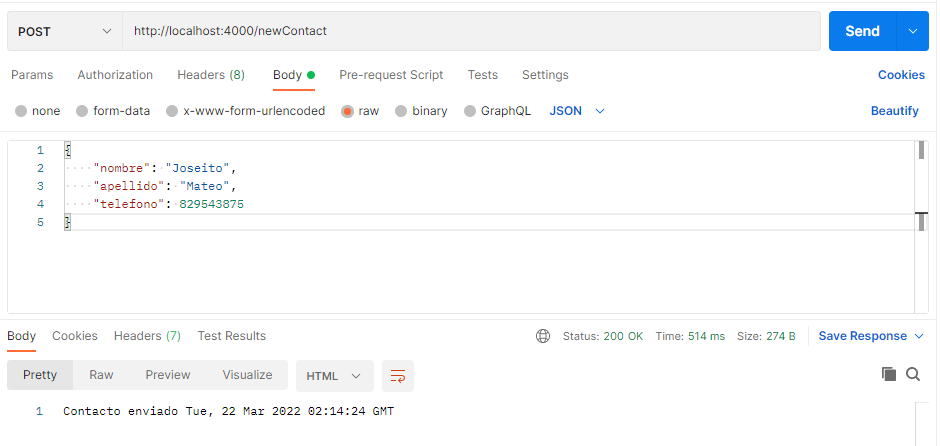 POST http://localhost:4000/newContact Send
Params Authorization Headers (8) Body Pre-request Script Tests Settings Cookies
none form-data x-www-form-urlencoded raw binary GraphQL JSON Beautify
1 {
2 "nombre": "Joseito",
3 "apellido": "Mateo",
4 "telefono": 829543875
5 }
Body Cookies Headers (7) Test Results Status: 200 OK Time: 514 ms Size: 274 B Save Response
Pretty Raw Preview Visualize HTML
1 Contacto enviado Tue, 22 Mar 2022 02:14:24 GMT